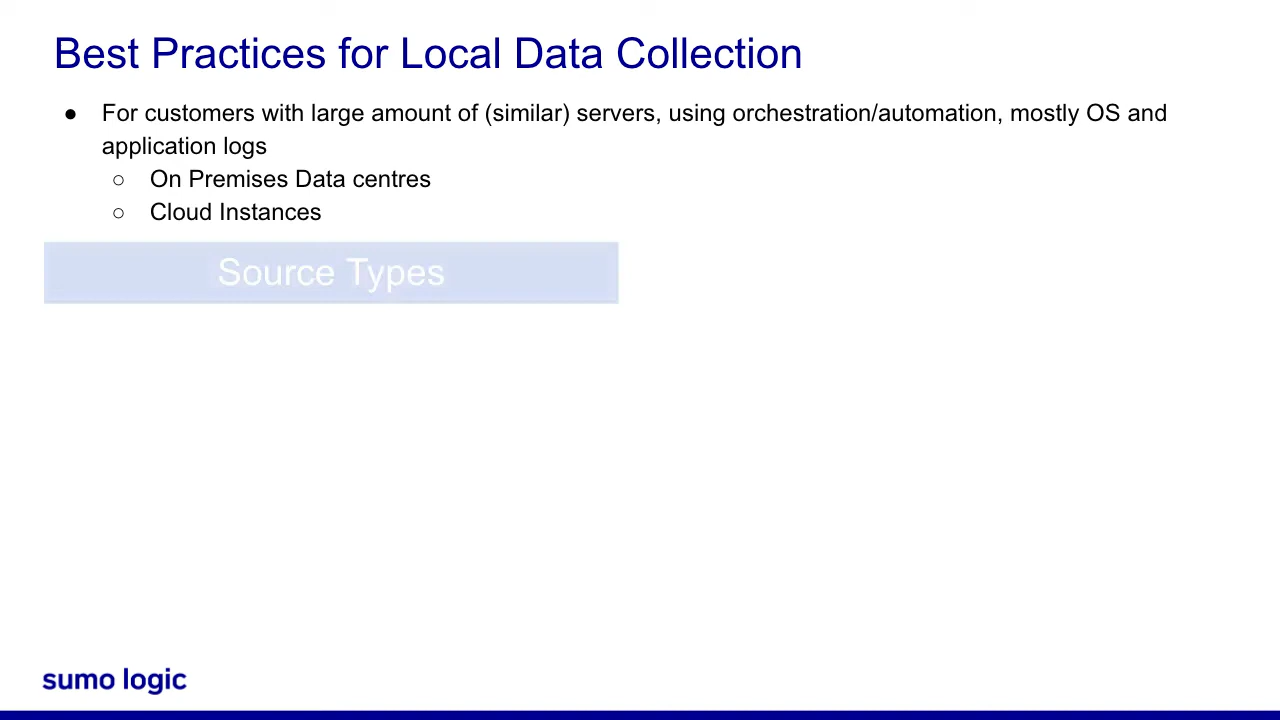 Best Practices for Local Data Collection
● For customers with large amount of (similar) servers, using orchestration/automation, mostly OS and
application logs
○ On Premises Data centres
○ Cloud Instances
Source Types
sumo logic